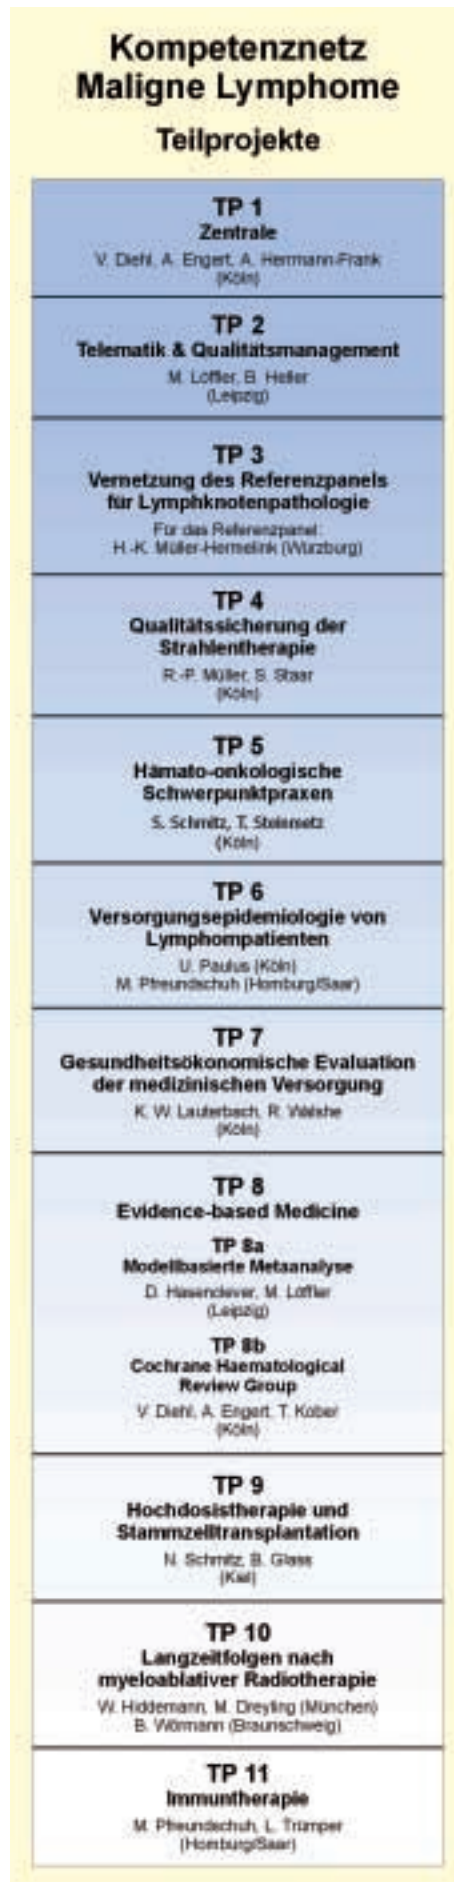 Kompetenznetz
Maligne Lymphome
Teilprojekte
TP 1
Zentrale
V. Diehl, A. Engert, A. Herrmann-Frank
(Köln)
TP 2
Telematik & Qualitätsmanagement
M. Löffler, B. Heller
(Leipzig)
TP 3
Vernetzung des Referenzpanels
für Lymphknotenpathologie
Für das Referenzpanel:
H.-K. Müller-Hermelink (Würzburg)
TP 4
Qualitätssicherung der
Strahlentherapie
R.-P. Müller, S. Staar
(Köln)
TP 5
Hämato-onkologische
Schwerpunktpraxen
S. Schmitz, T. Steinmetz
(Köln)
TP 6
Versorgungsepidemiologie von
Lymphompatienten
U. Paulus (Köln)
M. Pfreundschuh (Homburg/Saar)
TP 7
Gesundheitsökonomische Evaluation
der medizinischen Versorgung
K. W. Lauterbach, R. Walshe
(Köln)
TP 8
Evidence-based Medicine
TP 8a
Modellbasierte Metaanalyse
D. Hasenclever, M. Löffler
(Leipzig)
TP 8b
Cochrane Haematological
Review Group
V. Diehl, A. Engert, T. Kober
(Köln)
TP 9
Hochdosistherapie und
Stammzelltransplantation
N. Schmitz, B. Glass
(Kiel)
TP 10
Langzeitfolgen nach
myeloablativer Radiotherapie
W. Hiddemann, M. Dreyling (München)
B. Wörmann (Braunschweig)
TP 11
Immuntherapie
M. Pfreundschuh, L. Trümper
(Homburg/Saar)